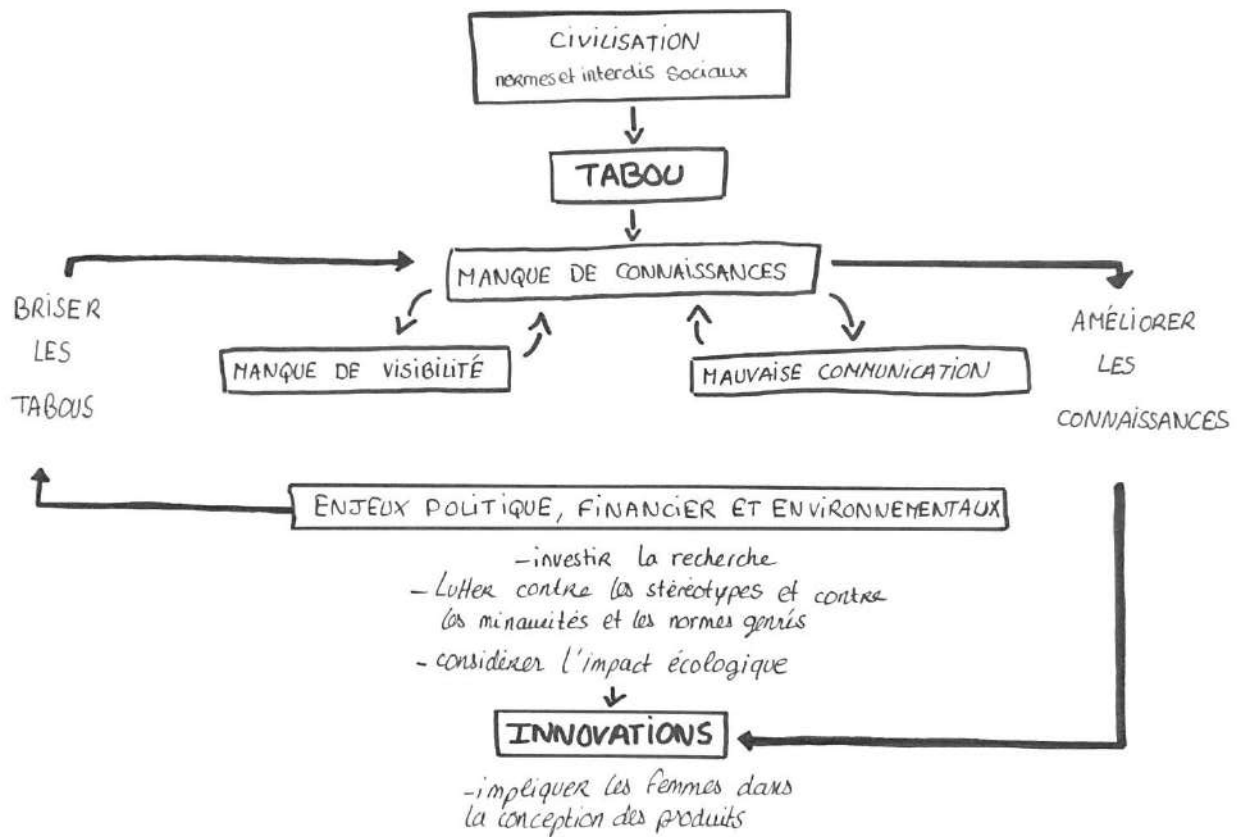 CIVILISATION
normes et interdis sociaux
TABOU
MANQUE DE CONNAISSANCES
BRISER
LES
TABOUS
MANQUE DE VISIBILITÉ
MAUVAISE COMMUNICATION
AMÉLIORER
LES
CONNAISSANCES
ENJEUX POLITIQUE, FINANCIER ET ENVIRONNEMENTAUX
-investir la recherche
- Lutter contre les stéréotypes et contre
les minauités et les normes genrés
- considérer l'impact écologique
INNOVATIONS
-impliquer les femmes dans
la conception des produits